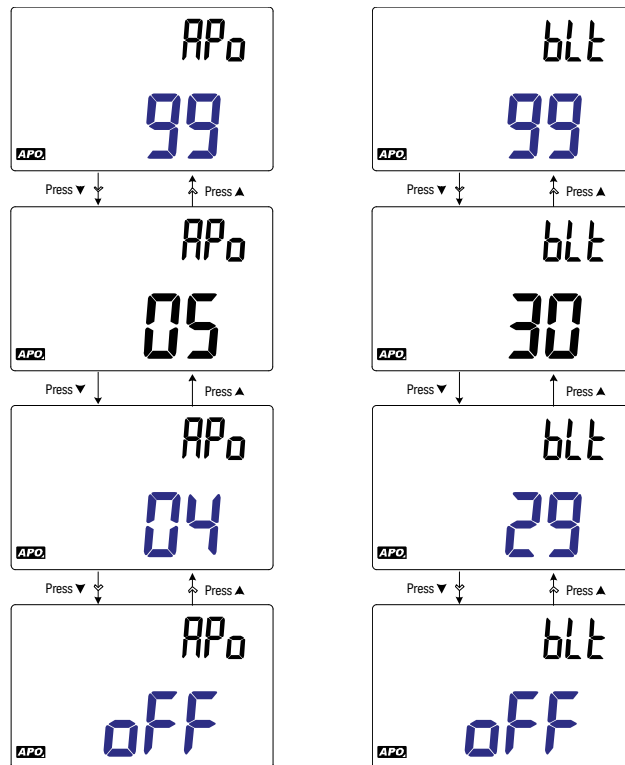 APo
99
APO
Press ▼
Press ▲
APo
05
APO
Press ▼
Press ▲
APo
04
APO
Press ▼
Press ▲
APo
oFF
APO
bLt
99
APO
Press ▼
Press ▲
bLt
30
APO
Press ▼
Press ▲
bLt
29
APO
Press ▼
Press ▲
bLt
oFF
APO